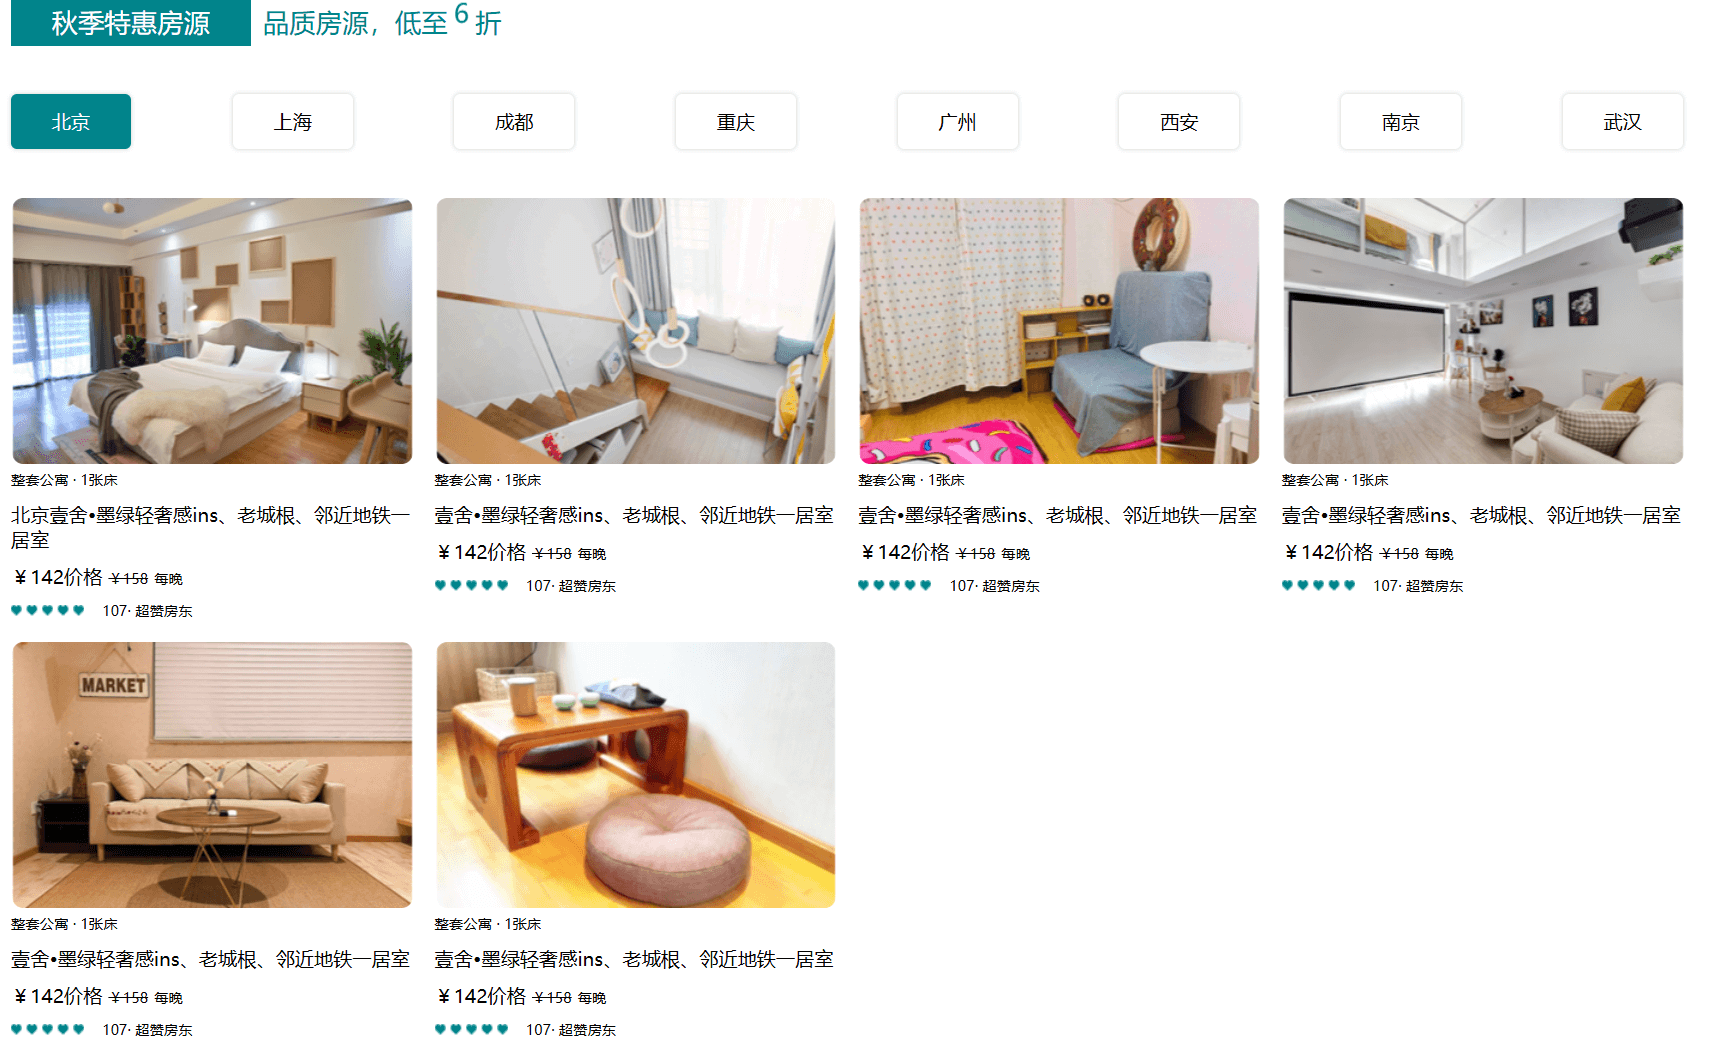 秋季特惠房源 品质房源，低至6折
北京 上海 成都 重庆 广州 西安 南京 武汉
整套公寓 · 1张床
北京壹舍•墨绿轻奢感ins、老城根、邻近地铁一
居室
￥142价格 ￥158 每晚
107· 超赞房东
整套公寓 · 1张床
壹舍•墨绿轻奢感ins、老城根、邻近地铁一居室
￥142价格 ￥158 每晚
107· 超赞房东
整套公寓 · 1张床
壹舍•墨绿轻奢感ins、老城根、邻近地铁一居室
￥142价格 ￥158 每晚
107· 超赞房东
整套公寓 · 1张床
壹舍•墨绿轻奢感ins、老城根、邻近地铁一居室
￥142价格 ￥158 每晚
107· 超赞房东
MARKET
整套公寓 · 1张床
壹舍•墨绿轻奢感ins、老城根、邻近地铁一居室
￥142价格 ￥158 每晚
107· 超赞房东
整套公寓 · 1张床
壹舍•墨绿轻奢感ins、老城根、邻近地铁一居室
￥142价格 ￥158 每晚
107· 超赞房东